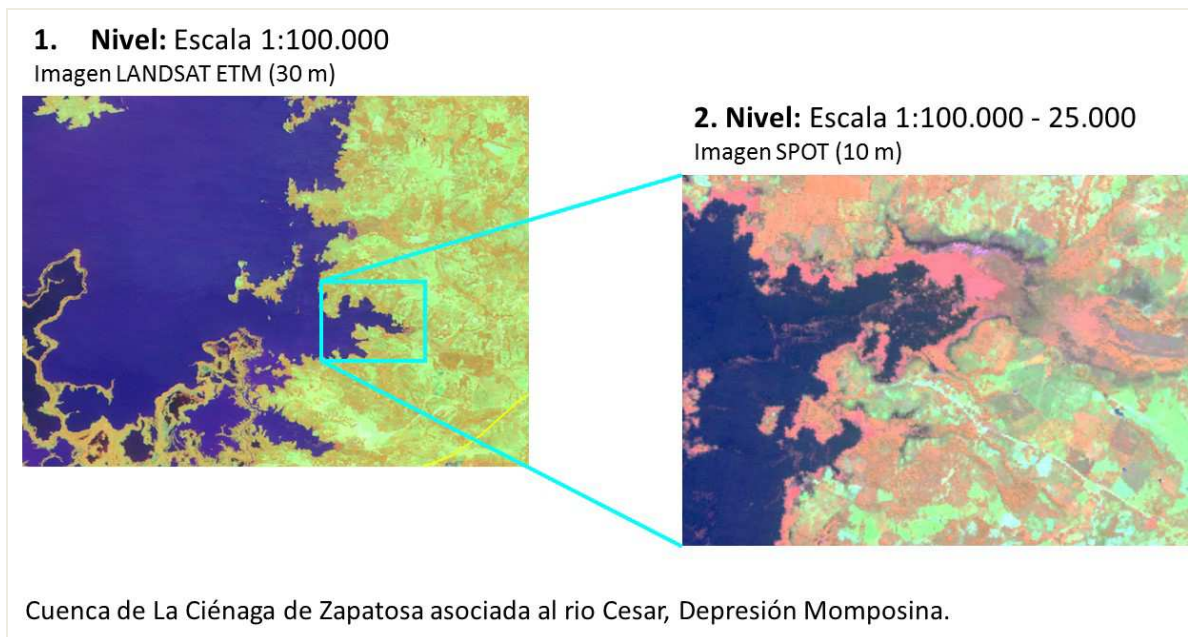 1. Nivel: Escala 1:100.000
Imagen LANDSAT ETM (30 m)
2. Nivel: Escala 1:100.000 - 25.000
Imagen SPOT (10 m)
Cuenca de La Ciénaga de Zapatosa asociada al rio Cesar, Depresión Momposina.